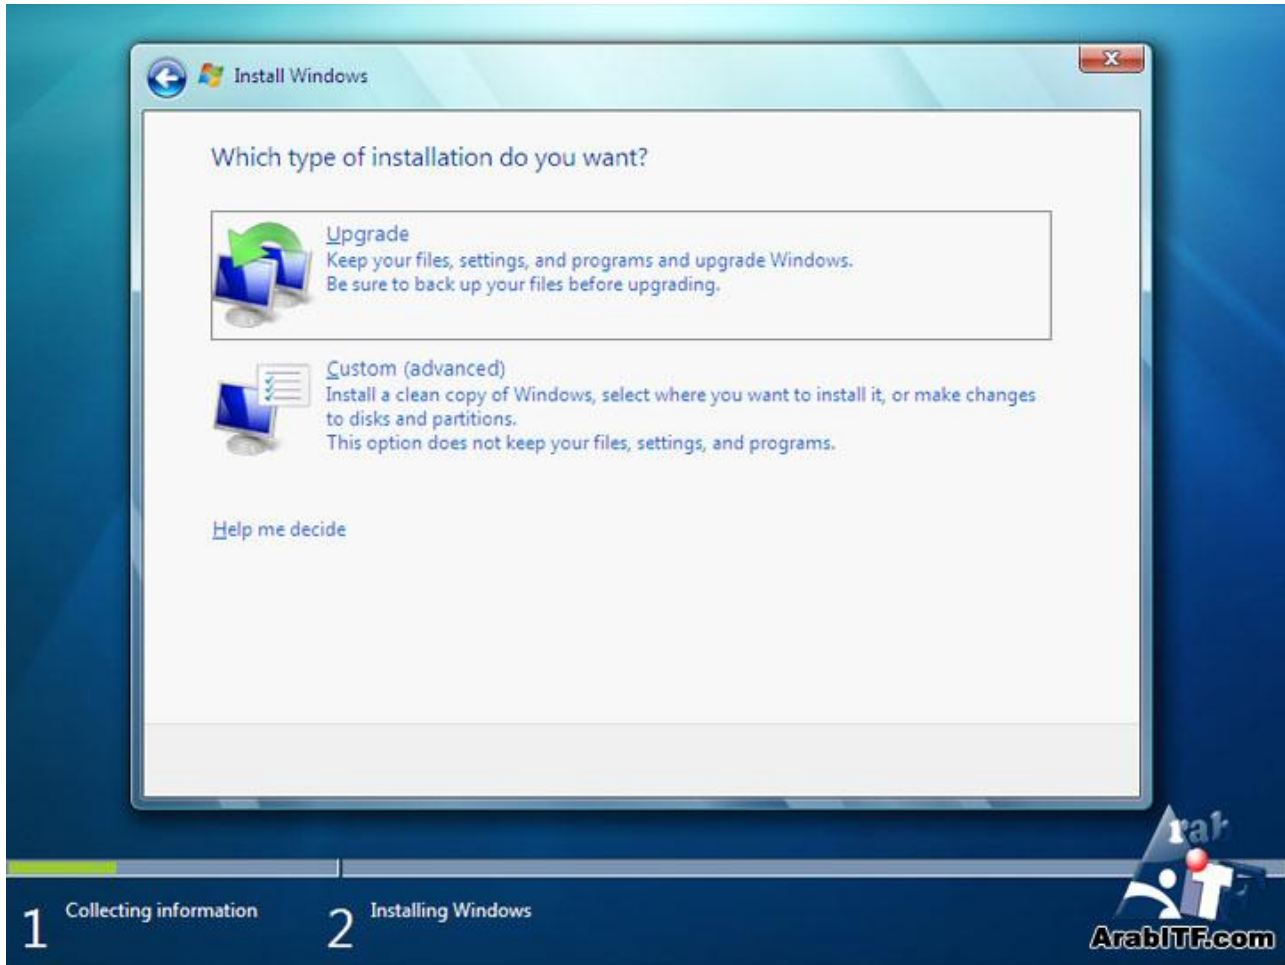 Install Windows
Which type of installation do you want?
Upgrade
Keep your files, settings, and programs and upgrade Windows.
Be sure to back up your files before upgrading.
Custom (advanced)
Install a clean copy of Windows, select where you want to install it, or make changes
to disks and partitions.
This option does not keep your files, settings, and programs.
Help me decide
1 Collecting information
2 Installing Windows
ArabITF.com